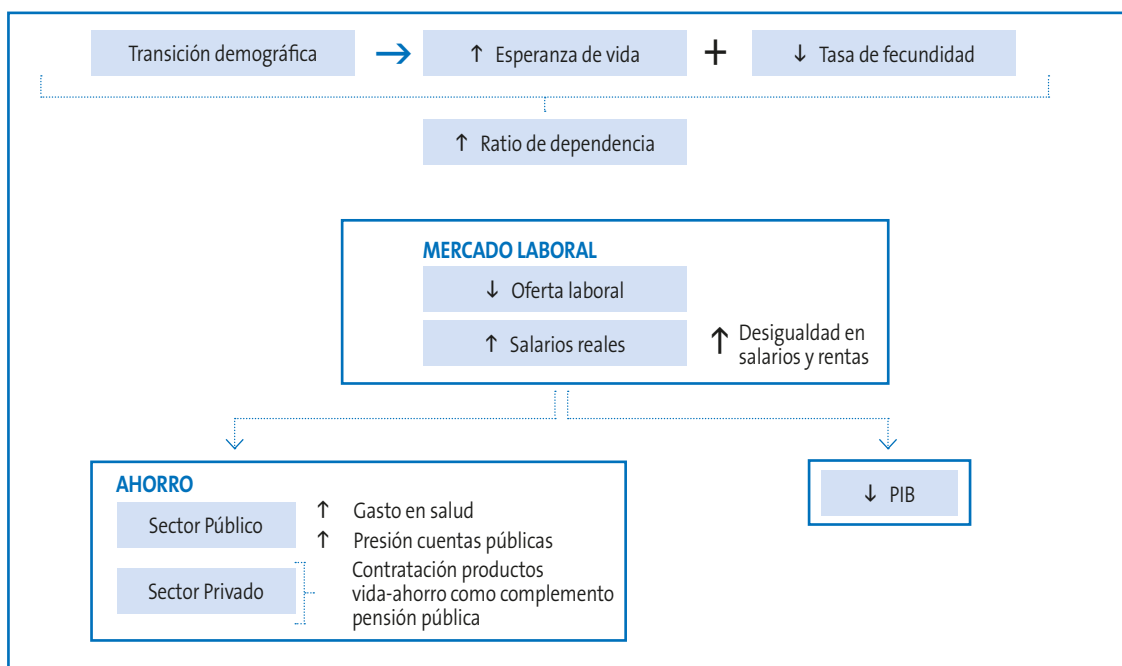 Transición demográfica → ↑ Esperanza de vida + ↓ Tasa de fecundidad
↑ Ratio de dependencia
MERCADO LABORAL
↓ Oferta laboral
↑ Salarios reales
↑ Desigualdad en
salarios y rentas
AHORRO
Sector Público
↑ Gasto en salud
↑ Presión cuentas públicas
Sector Privado
Contratación productos
vida-ahorro como complemento
pensión pública
↓ PIB